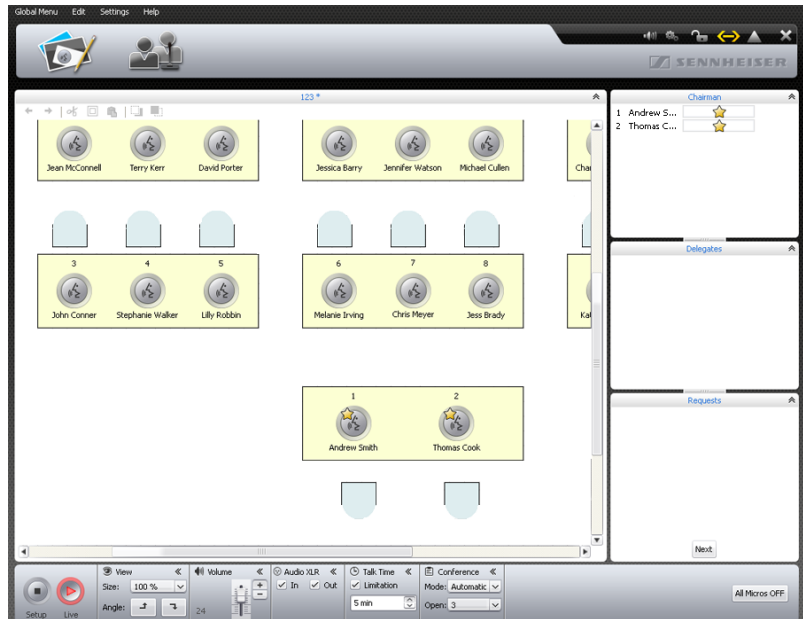 Global Menu Edit Settings Help
SENNHEISER
123 *
Chairman
1 Andrew S...
2 Thomas C...
Jean McConnell Terry Kerr David Porter Jessica Barry Jennifer Watson Michael Cullen Cha
Delegates
3 4 5 6 7 8
John Conner Stephanie Walker Lilly Robbin Melanie Irving Chris Meyer Jess Brady Kat
1 2
Andrew Smith Thomas Cook
Requests
Next
View Volume Audio XLR Talk Time Conference
Size: 100 % In Out Limitation Mode: Automatic
Angle: 24 5 min Open: 3
Setup Live
All Micros OFF